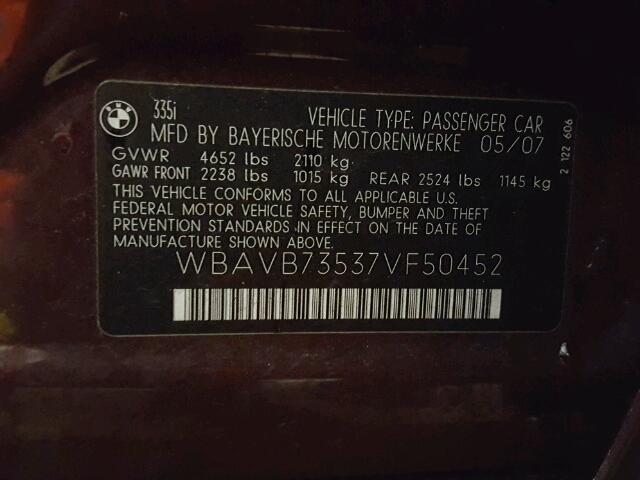 BMW
335i
VEHICLE TYPE: PASSENGER CAR
MFD BY BAYERISCHE MOTORENWERKE 05/07
GVWR 4652 lbs 2110 kg
GAWR FRONT 2238 lbs 1015 kg REAR 2524 lbs 1145 kg
THIS VEHICLE CONFORMS TO ALL APPLICABLE U.S.
FEDERAL MOTOR VEHICLE SAFETY, BUMPER AND THEFT
PREVENTION STANDARDS IN EFFECT ON THE DATE OF
MANUFACTURE SHOWN ABOVE.
WBAVB73537VF50452
2 122 606